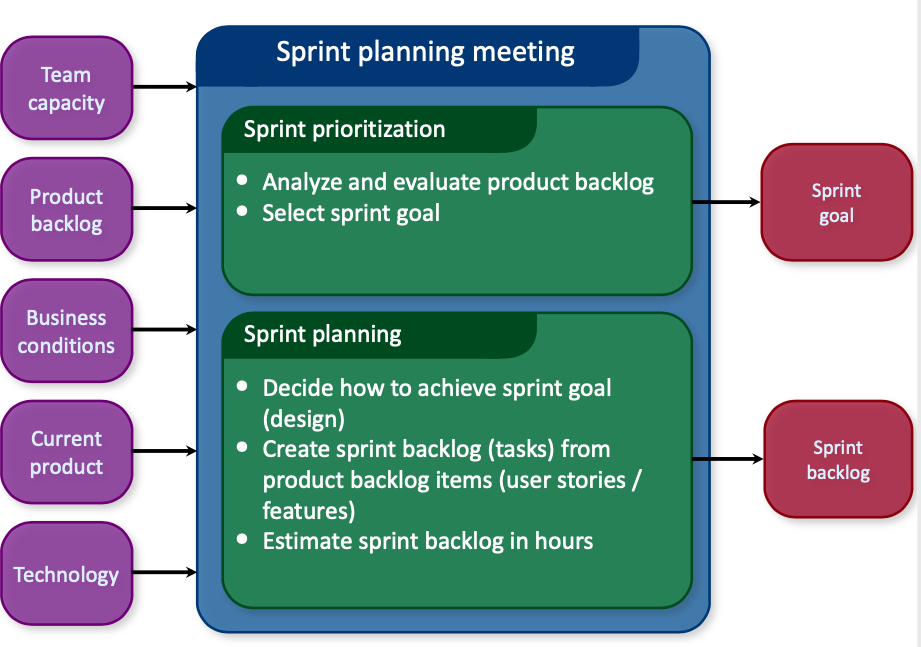 Sprint planning meeting
Team
capacity
Product
backlog
Business
conditions
Current
product
Technology
Sprint prioritization
• Analyze and evaluate product backlog
• Select sprint goal
Sprint planning
• Decide how to achieve sprint goal
(design)
• Create sprint backlog (tasks) from
product backlog items (user stories /
features)
• Estimate sprint backlog in hours
Sprint
goal
Sprint
backlog